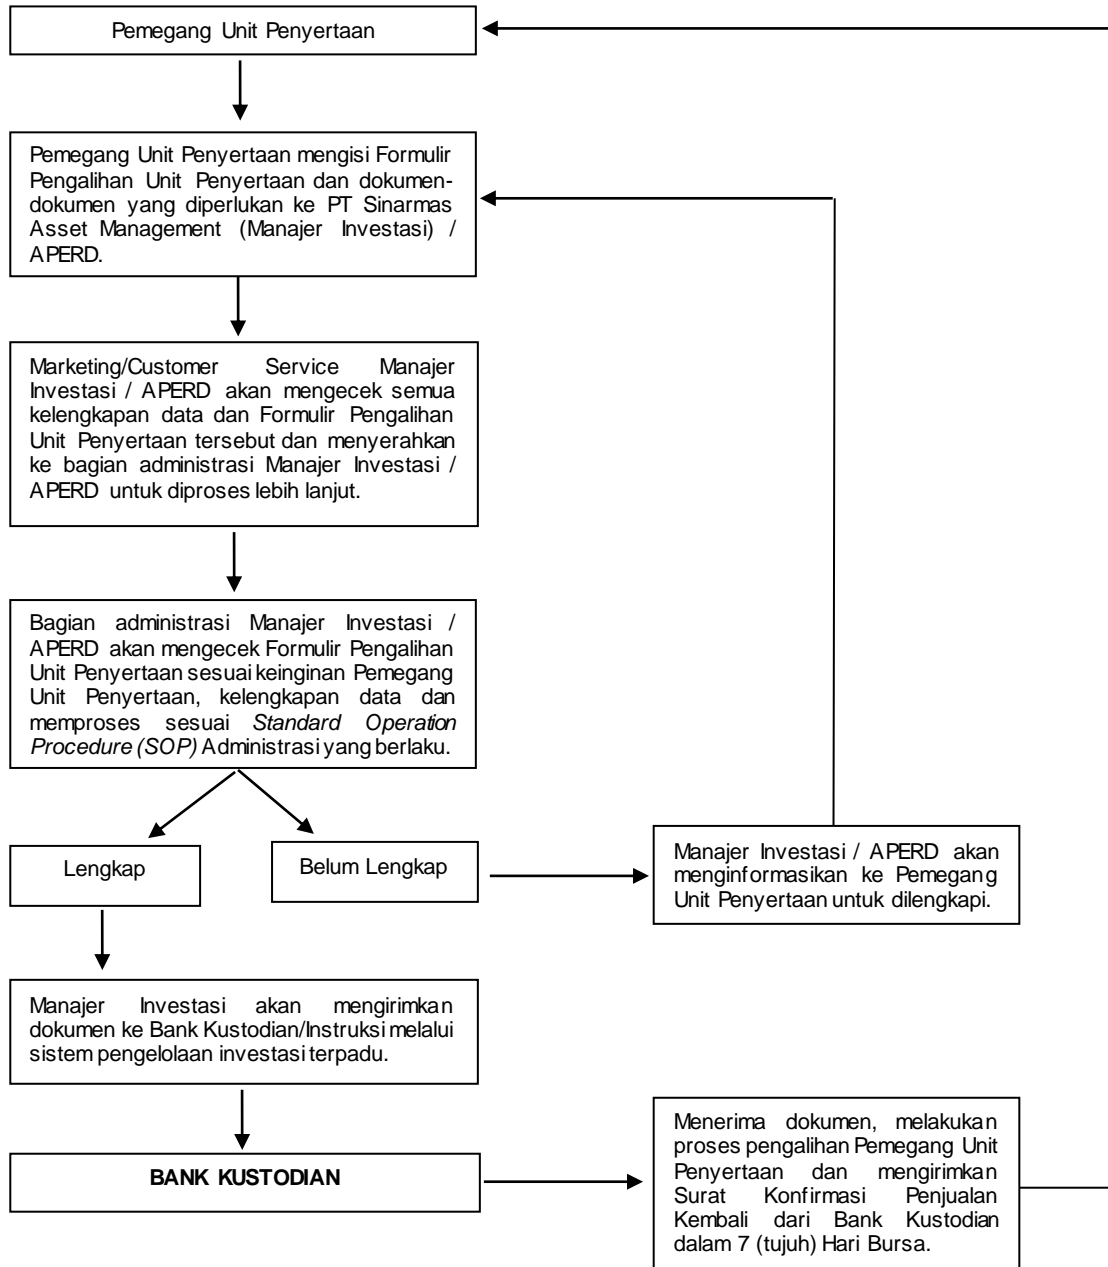 Pemegang Unit Penyertaan
Pemegang Unit Penyertaan mengisi Formulir
Pengalihan Unit Penyertaan dan dokumen-
dokumen yang diperlukan ke PT Sinarmas
Asset Management (Manajer Investasi) /
APERD.
Marketing/Customer Service Manajer
Investasi / APERD akan mengecek semua
kelengkapan data dan Formulir Pengalihan
Unit Penyertaan tersebut dan menyerahkan
ke bagian administrasi Manajer Investasi /
APERD untuk diproses lebih lanjut.
Bagian administrasi Manajer Investasi /
APERD akan mengecek Formulir Pengalihan
Unit Penyertaan sesuai keinginan Pemegang
Unit Penyertaan, kelengkapan data dan
memproses sesuai Standard Operation
Procedure (SOP) Administrasi yang berlaku.
Lengkap
Belum Lengkap
Manajer Investasi / APERD akan
menginformasikan ke Pemegang
Unit Penyertaan untuk dilengkapi.
Manajer Investasi akan mengirimkan
dokumen ke Bank Kustodian/Instruksi melalui
sistem pengelolaan investasi terpadu.
BANK KUSTODIAN
Menerima dokumen, melakukan
proses pengalihan Pemegang Unit
Penyertaan dan mengirimkan
Surat Konfirmasi Penjualan
Kembali dari Bank Kustodian
dalam 7 (tujuh) Hari Bursa.